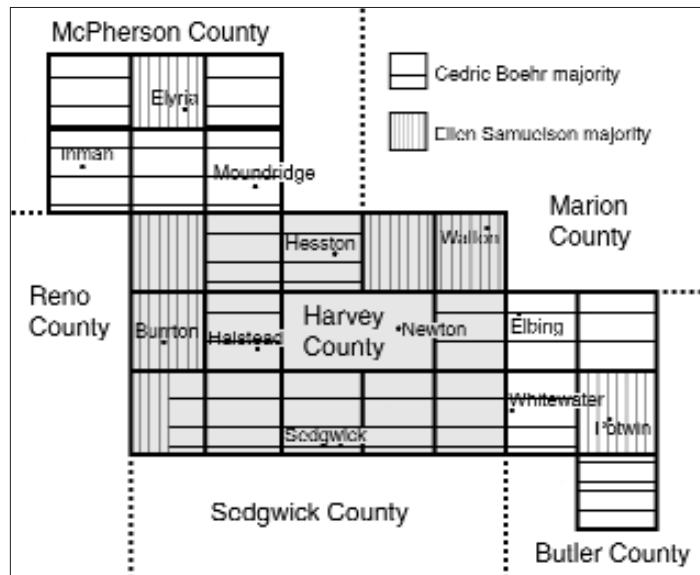 McPherson County
Cedric Boehr majority
Elyria
Ellen Samuelson majority
Inman
Moundridge
Marion
County
Hesston
Walton
Reno
County
Harvey
County
Burrton
Halstead
Newton
Elbing
Whitewater
Sedgwick
Potwin
Sedgwick County
Butler County